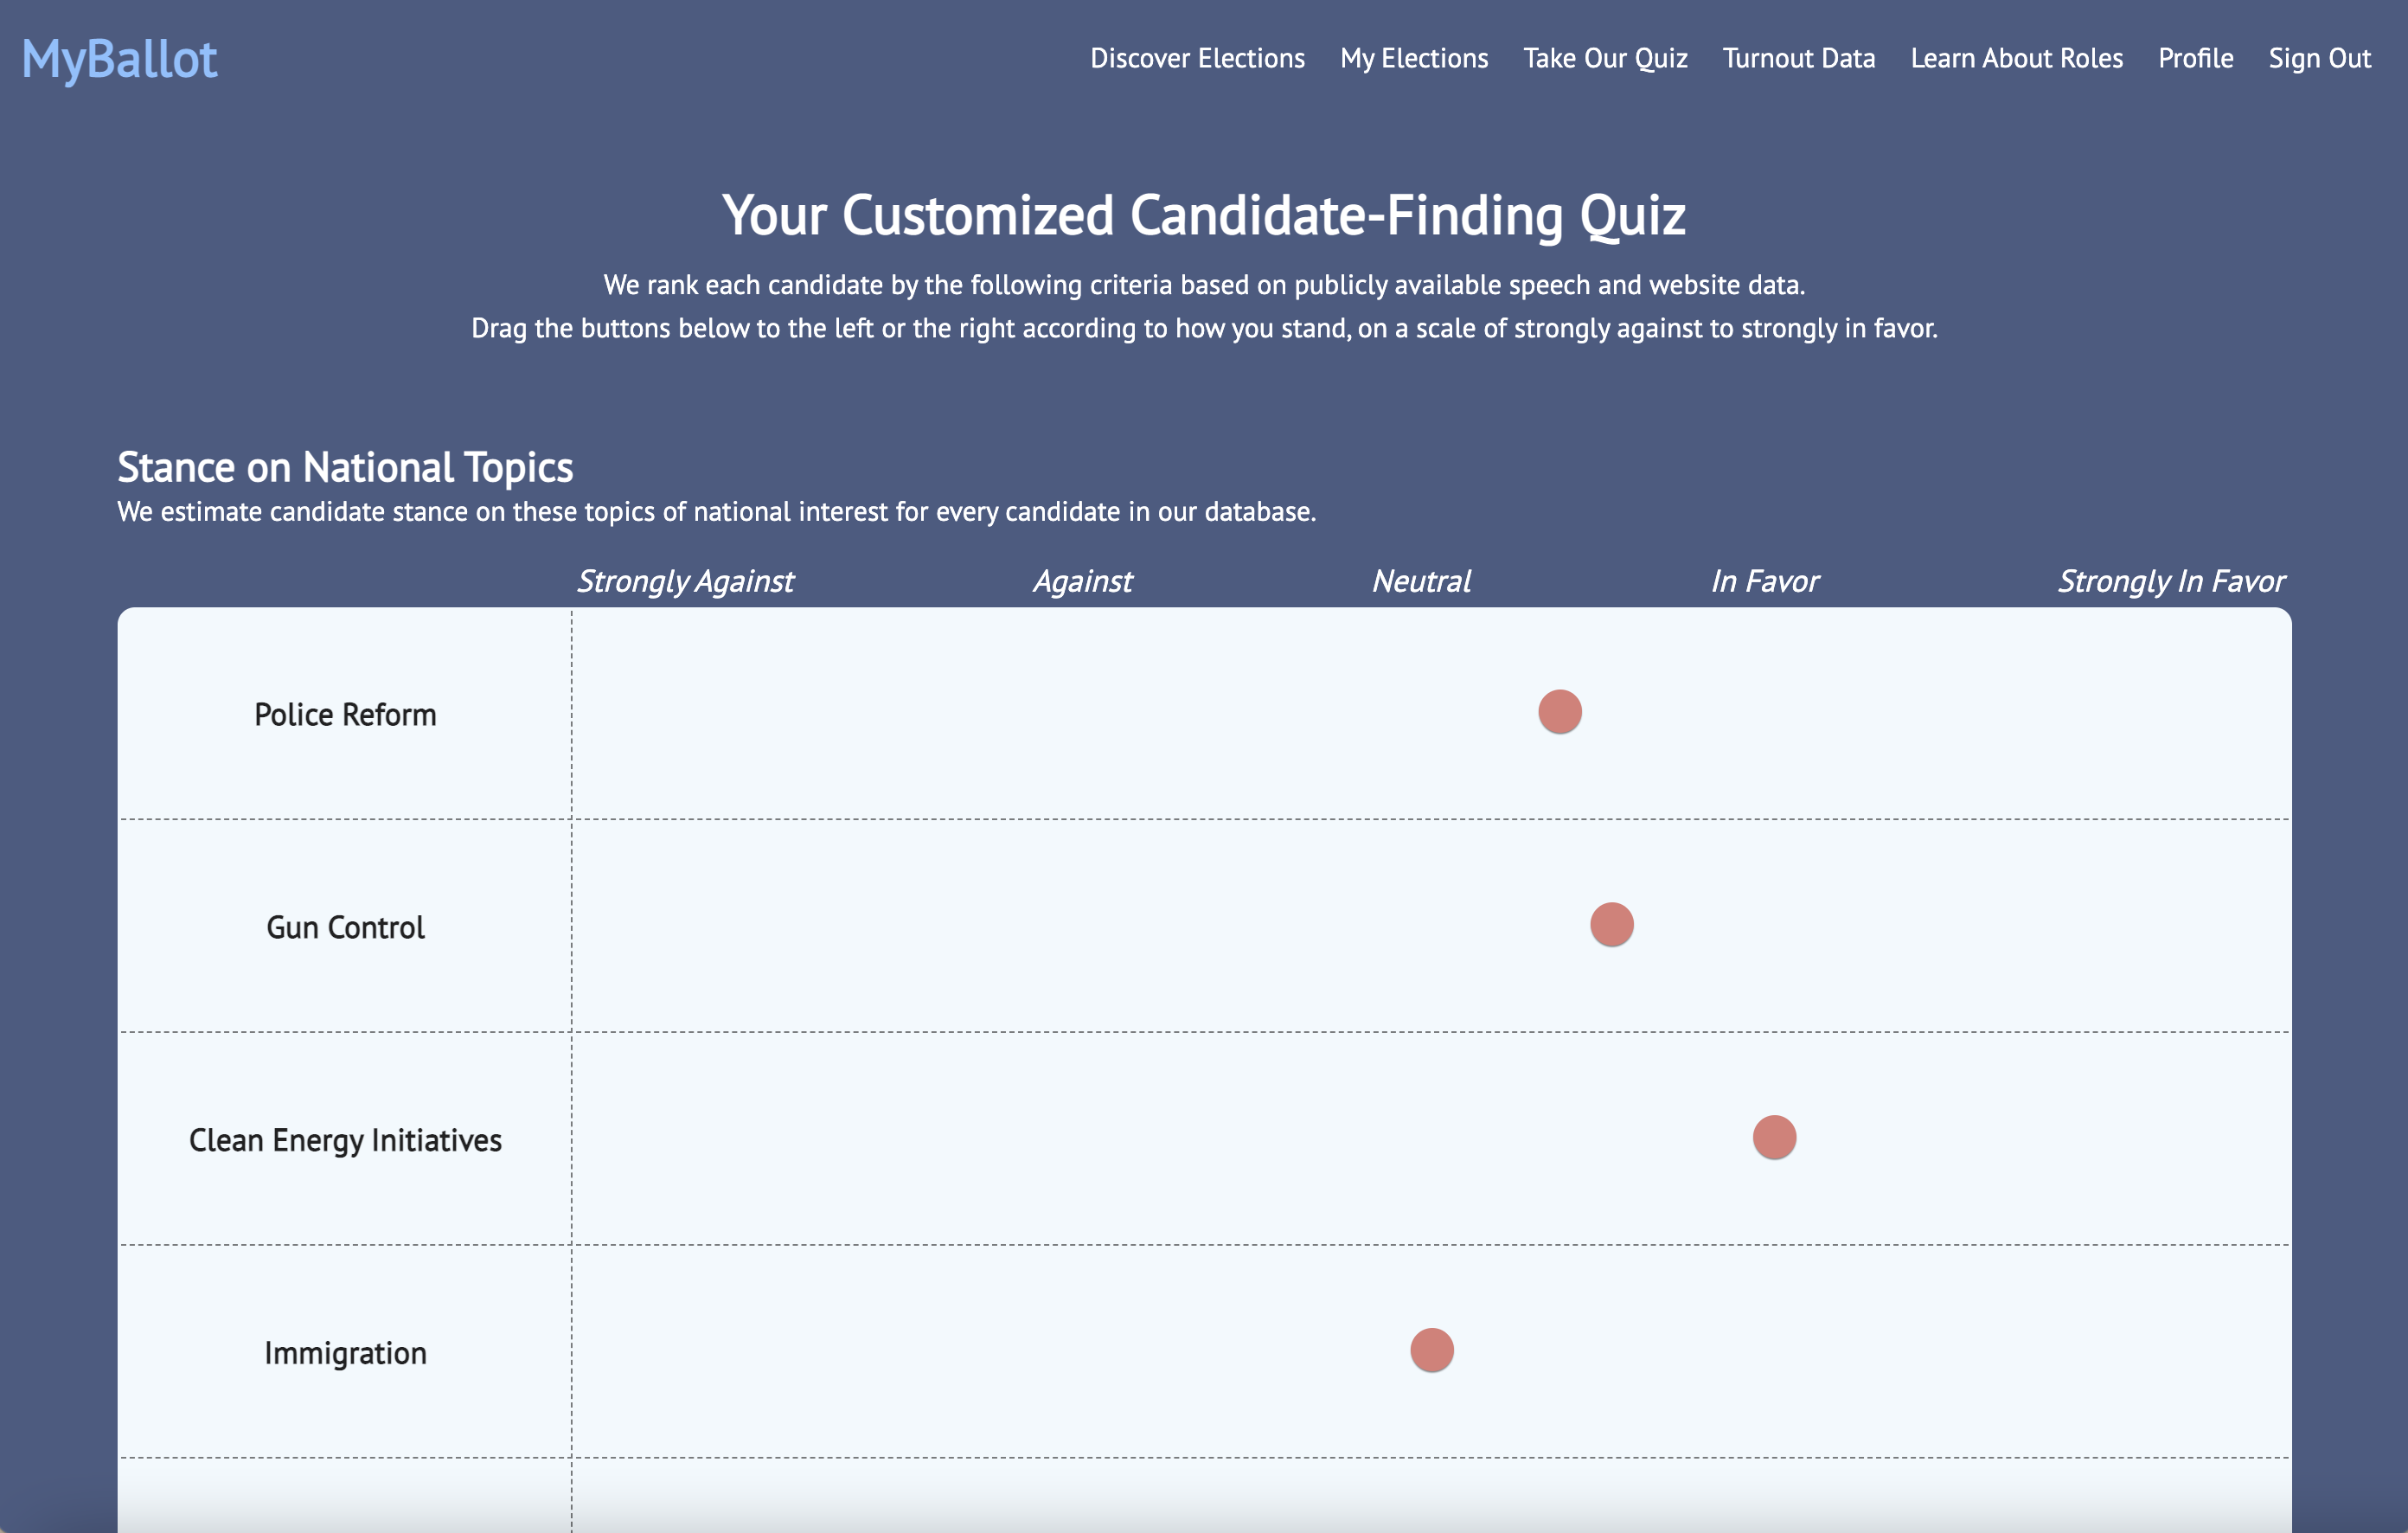 MyBallot
Discover Elections My Elections Take Our Quiz Turnout Data Learn About Roles Profile Sign Out
Your Customized Candidate-Finding Quiz
We rank each candidate by the following criteria based on publicly available speech and website data.
Drag the buttons below to the left or the right according to how you stand, on a scale of strongly against to strongly in favor.
Stance on National Topics
We estimate candidate stance on these topics of national interest for every candidate in our database.
Strongly Against Against Neutral In Favor Strongly In Favor
Police Reform
Gun Control
Clean Energy Initiatives
Immigration